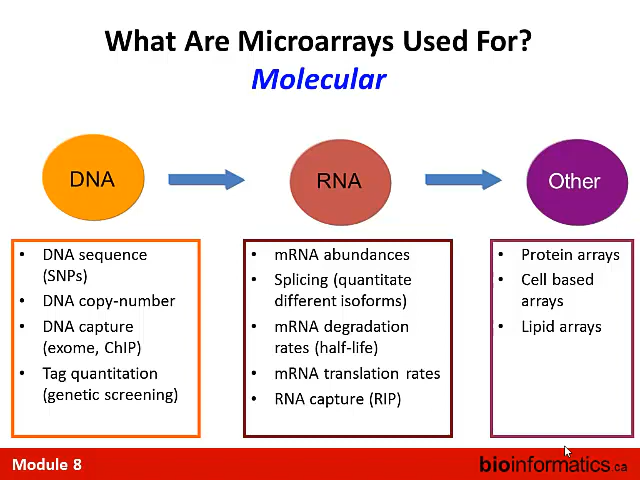 What Are Microarrays Used For?
Molecular
DNA
RNA
Other
• DNA sequence
(SNPs)
• DNA copy-number
• DNA capture
(exome, ChIP)
• Tag quantitation
(genetic screening)
• mRNA abundances
• Splicing (quantitate
different isoforms)
• mRNA degradation
rates (half-life)
• mRNA translation rates
• RNA capture (RIP)
• Protein arrays
• Cell based
arrays
• Lipid arrays
Module 8
bioinformatics.ca